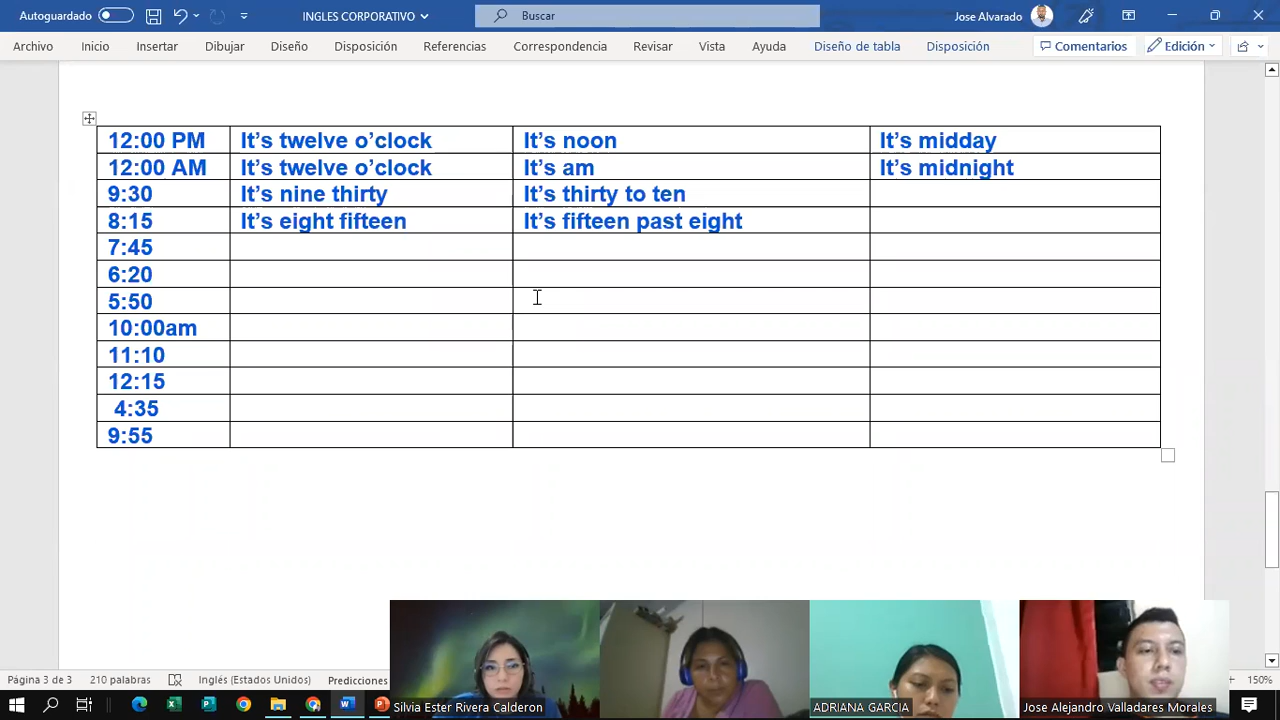 Autoguardado INGLES CORPORATIVO Buscar Jose Alvarado
Archivo Inicio Insertar Dibujar Diseño Disposición Referencias Correspondencia Revisar Vista Ayuda Diseño de tabla Disposición Comentarios Edición
12:00 PM It's twelve o'clock It's noon It's midday
12:00 AM It's twelve o'clock It's am It's midnight
9:30 It's nine thirty It's thirty to ten
8:15 It's eight fifteen It's fifteen past eight
7:45
6:20
5:50
10:00am
11:10
12:15
4:35
9:55
Página 3 de 3 210 palabras Inglés (Estados Unidos) Predicciones 150%
Silvia Ester Rivera Calderon ADRIANA GARCIA Jose Alejandro Valladares Morales